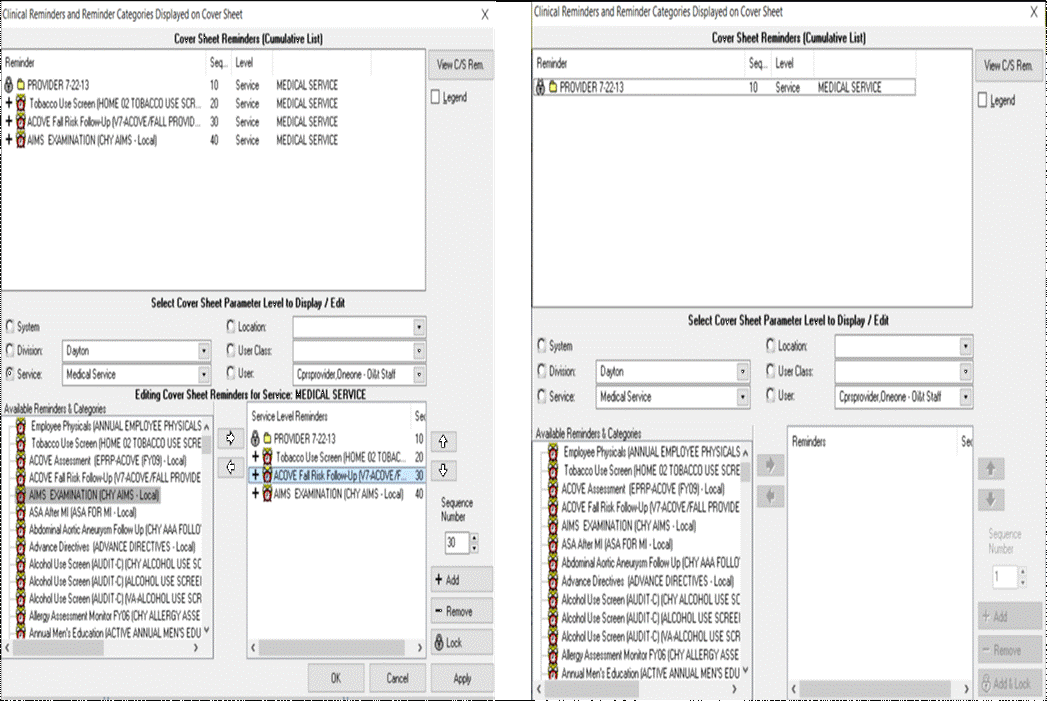 Clinical Reminders and Reminder Categories Displayed on Cover Sheet
Cover Sheet Reminders (Cumulative List)
Reminder Seq... Level
View C/S Rem.
Legend
PROVIDER 7-22-13 10 Service MEDICAL SERVICE
Tobacco Use Screen (HOME 02 TOBACCO USE SCR... 20 Service MEDICAL SERVICE
ACOVE Fall Risk Follow-Up (V7-ACOVE/FALL PROVID... 30 Service MEDICAL SERVICE
AIMS EXAMINATION (CHY AIMS - Local) 40 Service MEDICAL SERVICE
Select Cover Sheet Parameter Level to Display / Edit
System Location:
Division: Dayton User Class:
Service: Medical Service User: Cprsprovider,Oneone - OI&t Staff
Editing Cover Sheet Reminders for Service: MEDICAL SERVICE
Available Reminders & Categories
Employee Physicals (ANNUAL EMPLOYEE PHYSICALS
Tobacco Use Screen (HOME 02 TOBACCO USE SCRE
ACOVE Assessment (EPRP-ACOVE (FY09) - Local)
ACOVE Fall Risk Follow-Up (V7-ACOVE/FALL PROVIDE
AIMS EXAMINATION (CHY AIMS - Local)
ASA After MI (ASA FOR MI - Local)
Abdominal Aortic Aneurysm Follow Up (CHY AAA FOLLO
Advance Directives (ADVANCE DIRECTIVES - Local)
Alcohol Use Screen (AUDIT-C) (CHY ALCOHOL USE SC
Alcohol Use Screen (AUDIT-C) (ALCOHOL USE SCREEI
Alcohol Use Screen (AUDIT-C) (VA-ALCOHOL USE SCR
Allergy Assessment Monitor FY06 (CHY ALLERGY ASSE
Annual Men's Education (ACTIVE ANNUAL MEN'S EDU
Service Level Reminders Sec
PROVIDER 7-22-13 10
Tobacco Use Screen (HOME 02 TOBAC... 20
ACOVE Fall Risk Follow-Up (V7-ACOVE/F... 30
AIMS EXAMINATION (CHY AIMS - Local) 40
Sequence
Number
30
Add
Remove
Lock
OK Cancel Apply
Clinical Reminders and Reminder Categories Displayed on Cover Sheet
Cover Sheet Reminders (Cumulative List)
Reminder Seq... Level
View C/S Rem.
Legend
PROVIDER 7-22-13 10 Service MEDICAL SERVICE
Select Cover Sheet Parameter Level to Display / Edit
System Location:
Division: Dayton User Class:
Service: Medical Service User: Cprsprovider,Oneone - OI&t Staff
Available Reminders & Categories
Employee Physicals (ANNUAL EMPLOYEE PHYSICALS
Tobacco Use Screen (HOME 02 TOBACCO USE SCRE
ACOVE Assessment (EPRP-ACOVE (FY09) - Local)
ACOVE Fall Risk Follow-Up (V7-ACOVE/FALL PROVIDE
AIMS EXAMINATION (CHY AIMS - Local)
ASA After MI (ASA FOR MI - Local)
Abdominal Aortic Aneurysm Follow Up (CHY AAA FOLLO
Advance Directives (ADVANCE DIRECTIVES - Local)
Alcohol Use Screen (AUDIT-C) (CHY ALCOHOL USE SC
Alcohol Use Screen (AUDIT-C) (ALCOHOL USE SCREEI
Alcohol Use Screen (AUDIT-C) (VA-ALCOHOL USE SCR
Allergy Assessment Monitor FY06 (CHY ALLERGY ASSE
Annual Men's Education (ACTIVE ANNUAL MEN'S EDU
Reminders Sec
Sequence
Number
1
Add
Remove
Add & Lock